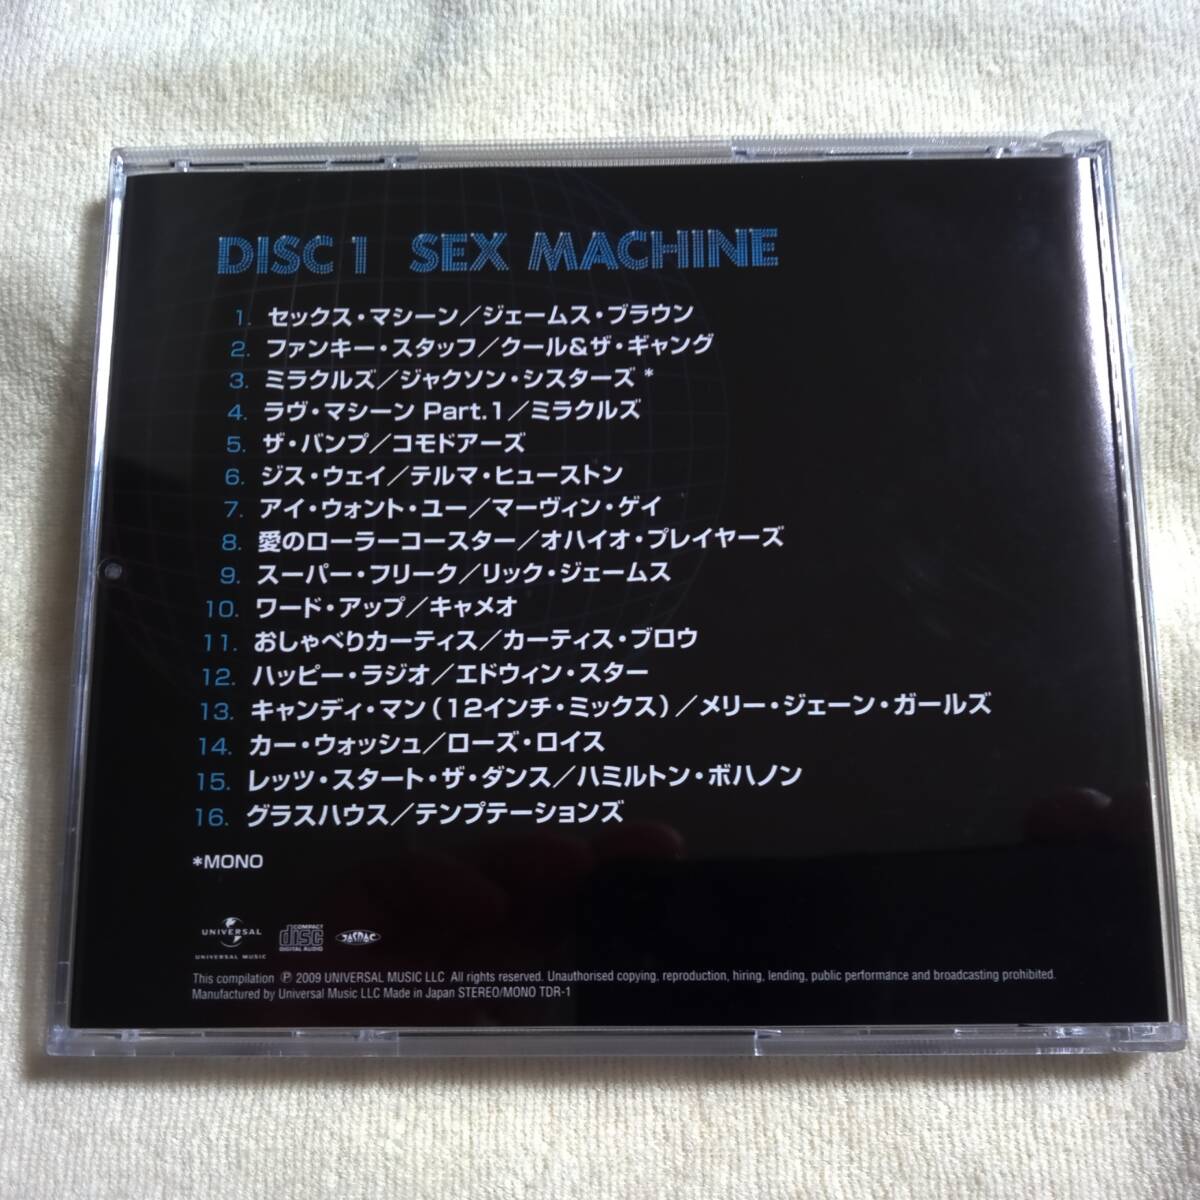 DISC 1 SEX MACHINE
1. セックス・マシーン／ジェームス・ブラウン
2. ファンキー・スタッフ／クール&ザ・ギャング
3. ミラクルズ／ジャクソン・シスターズ *
4. ラヴ・マシーン Part.1／ミラクルズ
5. ザ・バンプ／コモドアーズ
6. ジス・ウェイ／テルマ・ヒューストン
7. アイ・ウォント・ユー／マーヴィン・ゲイ
8. 愛のローラーコースター／オハイオ・プレイヤーズ
9. スーパー・フリーク／リック・ジェームス
10. ワード・アップ／キャメオ
11. おしゃべりカーティス／カーティス・ブロウ
12. ハッピー・ラジオ／エドウィン・スター
13. キャンディ・マン（12インチ・ミックス）／メリー・ジェーン・ガールズ
14. カー・ウォッシュ／ローズ・ロイス
15. レッツ・スタート・ザ・ダンス／ハミルトン・ボハノン
16. グラスハウス／テンプテーションズ
*MONO
UNIVERSAL
UNIVERSAL MUSIC
COMPACT
disc
DIGITAL AUDIO
JASRAC
This compilation ℗ 2009 UNIVERSAL MUSIC LLC All rights reserved. Unauthorised copying, reproduction, hiring, lending, public performance and broadcasting prohibited.
Manufactured by Universal Music LLC Made in Japan STEREO/MONO TDR-1